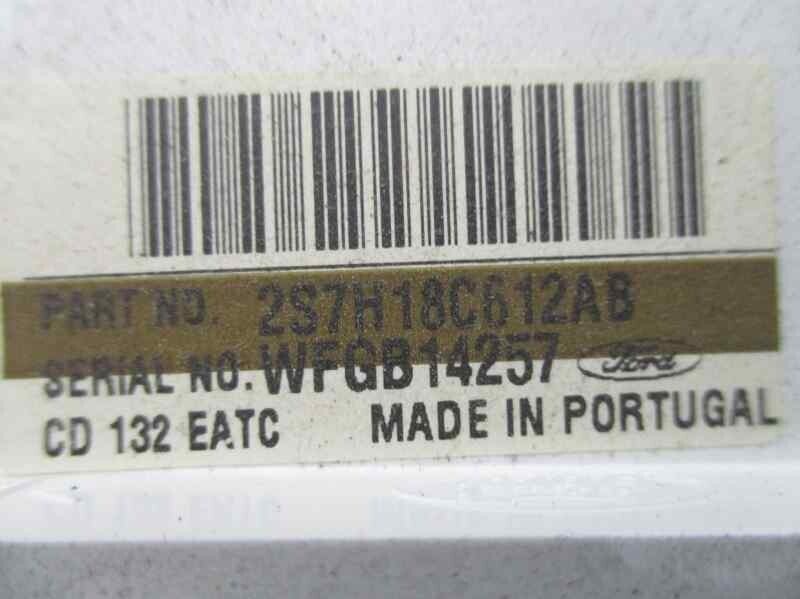 PART NO. 2S7H18C612AB
SERIAL NO. WFGB14257 Ford
CD 132 EATC MADE IN PORTUGAL